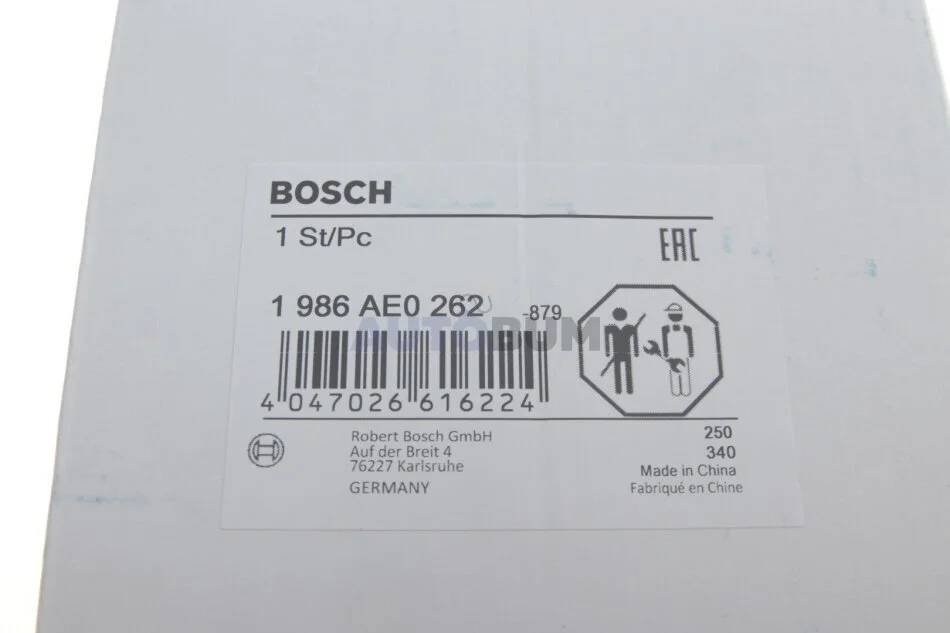 BOSCH
1 St/Pc
EAC
1 986 AE0 262
-879
AUTOBUM
4 047026 616224
Robert Bosch GmbH
Auf der Breit 4
76227 Karlsruhe
GERMANY
250
340
Made in China
Fabriqué en Chine